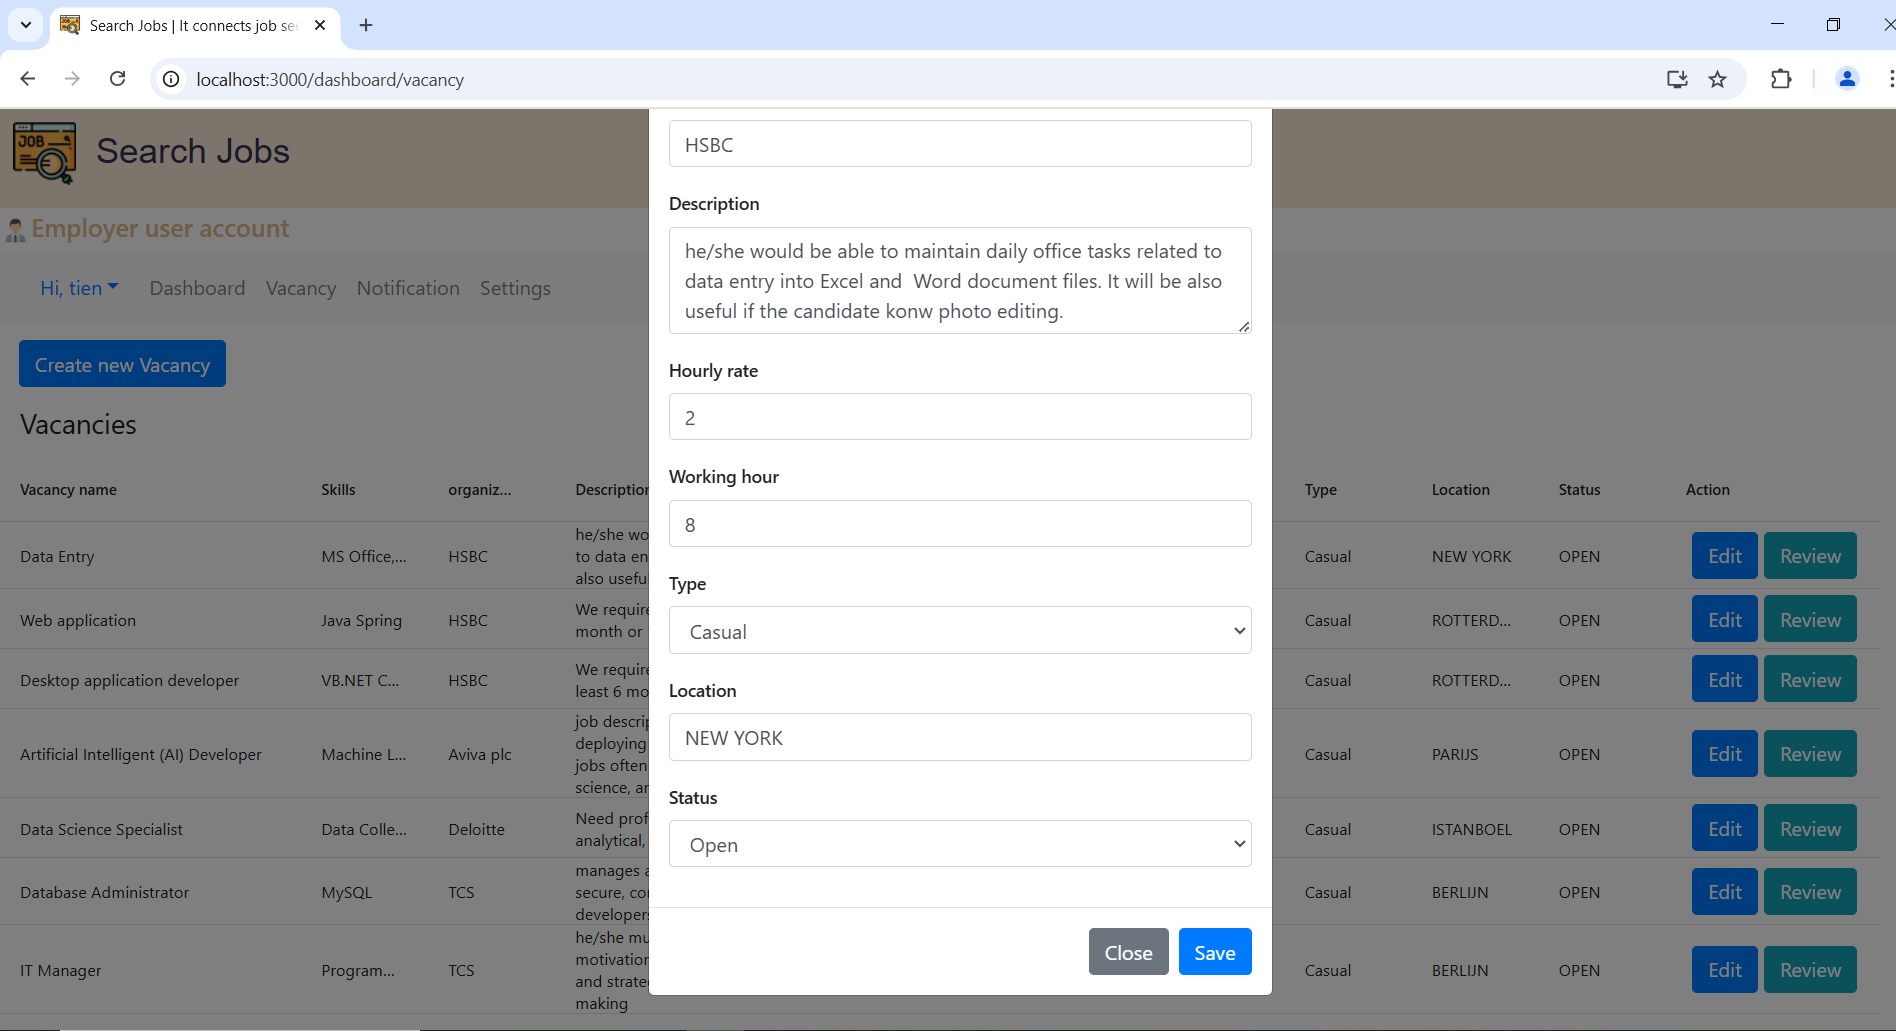 Search Jobs | It connects job see
localhost:3000/dashboard/vacancy
JOB
Search Jobs
Employer user account
Hi, tien
Dashboard
Vacancy
Notification
Settings
Create new Vacancy
Vacancies
Vacancy name Skills organiz... Description Type Location Status Action
Data Entry MS Office,... HSBC he/she wo
to data en
also useful Casual NEW YORK OPEN Edit Review
Web application Java Spring HSBC We require
month or Casual ROTTERD... OPEN Edit Review
Desktop application developer VB.NET C... HSBC We require
least 6 mo Casual ROTTERD... OPEN Edit Review
Artificial Intelligent (AI) Developer Machine L... Aviva plc job descrip
deploying
jobs often
science, an Casual PARIJS OPEN Edit Review
Data Science Specialist Data Colle... Deloitte Need prof
analytical, Casual ISTANBOEL OPEN Edit Review
Database Administrator MySQL TCS manages a
secure, co
developers Casual BERLIJN OPEN Edit Review
IT Manager Program... TCS he/she mu
motivation
and strate
making Casual BERLIJN OPEN Edit Review
HSBC
Description
he/she would be able to maintain daily office tasks related to
data entry into Excel and  Word document files. It will be also
useful if the candidate konw photo editing.
Hourly rate
2
Working hour
8
Type
Casual
Location
NEW YORK
Status
Open
Close
Save